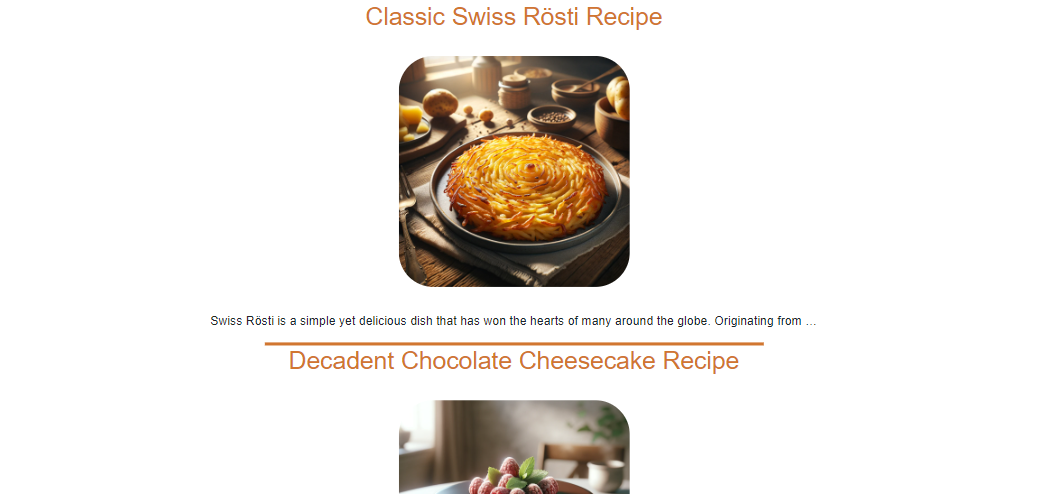 Classic Swiss Rösti Recipe
Swiss Rösti is a simple yet delicious dish that has won the hearts of many around the globe. Originating from ...
Decadent Chocolate Cheesecake Recipe